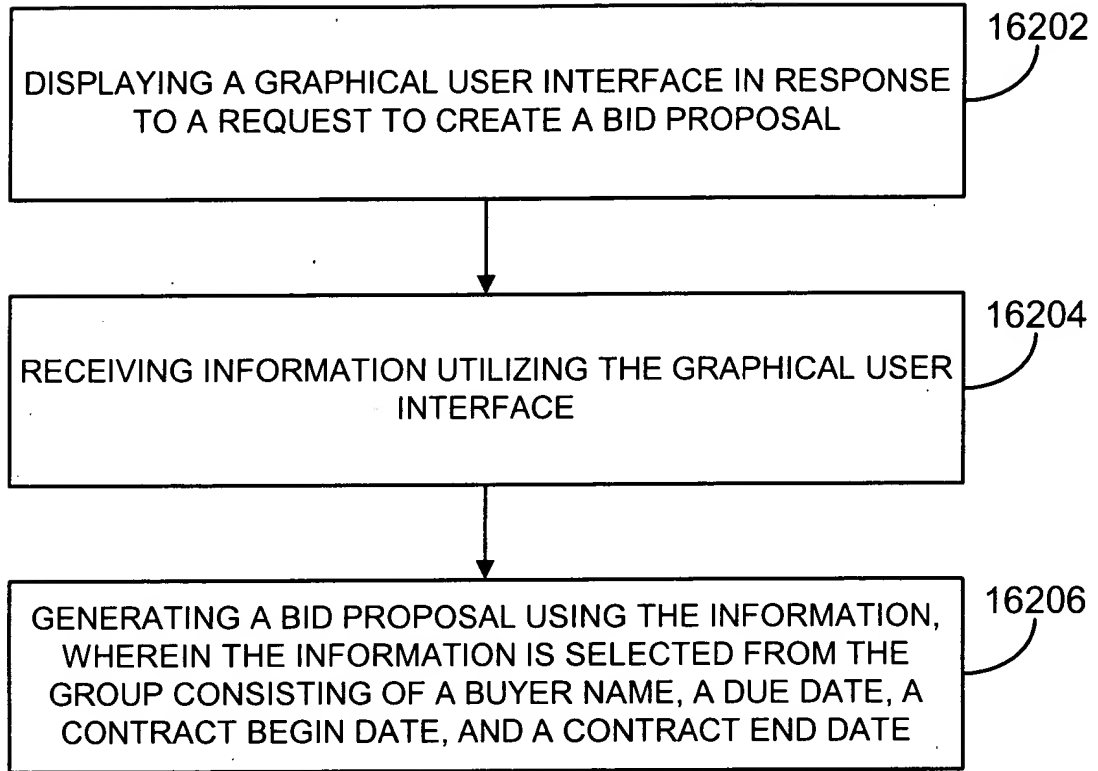 16202
DISPLAYING A GRAPHICAL USER INTERFACE IN RESPONSE
TO A REQUEST TO CREATE A BID PROPOSAL
16204
RECEIVING INFORMATION UTILIZING THE GRAPHICAL USER
INTERFACE
16206
GENERATING A BID PROPOSAL USING THE INFORMATION,
WHEREIN THE INFORMATION IS SELECTED FROM THE
GROUP CONSISTING OF A BUYER NAME, A DUE DATE, A
CONTRACT BEGIN DATE, AND A CONTRACT END DATE